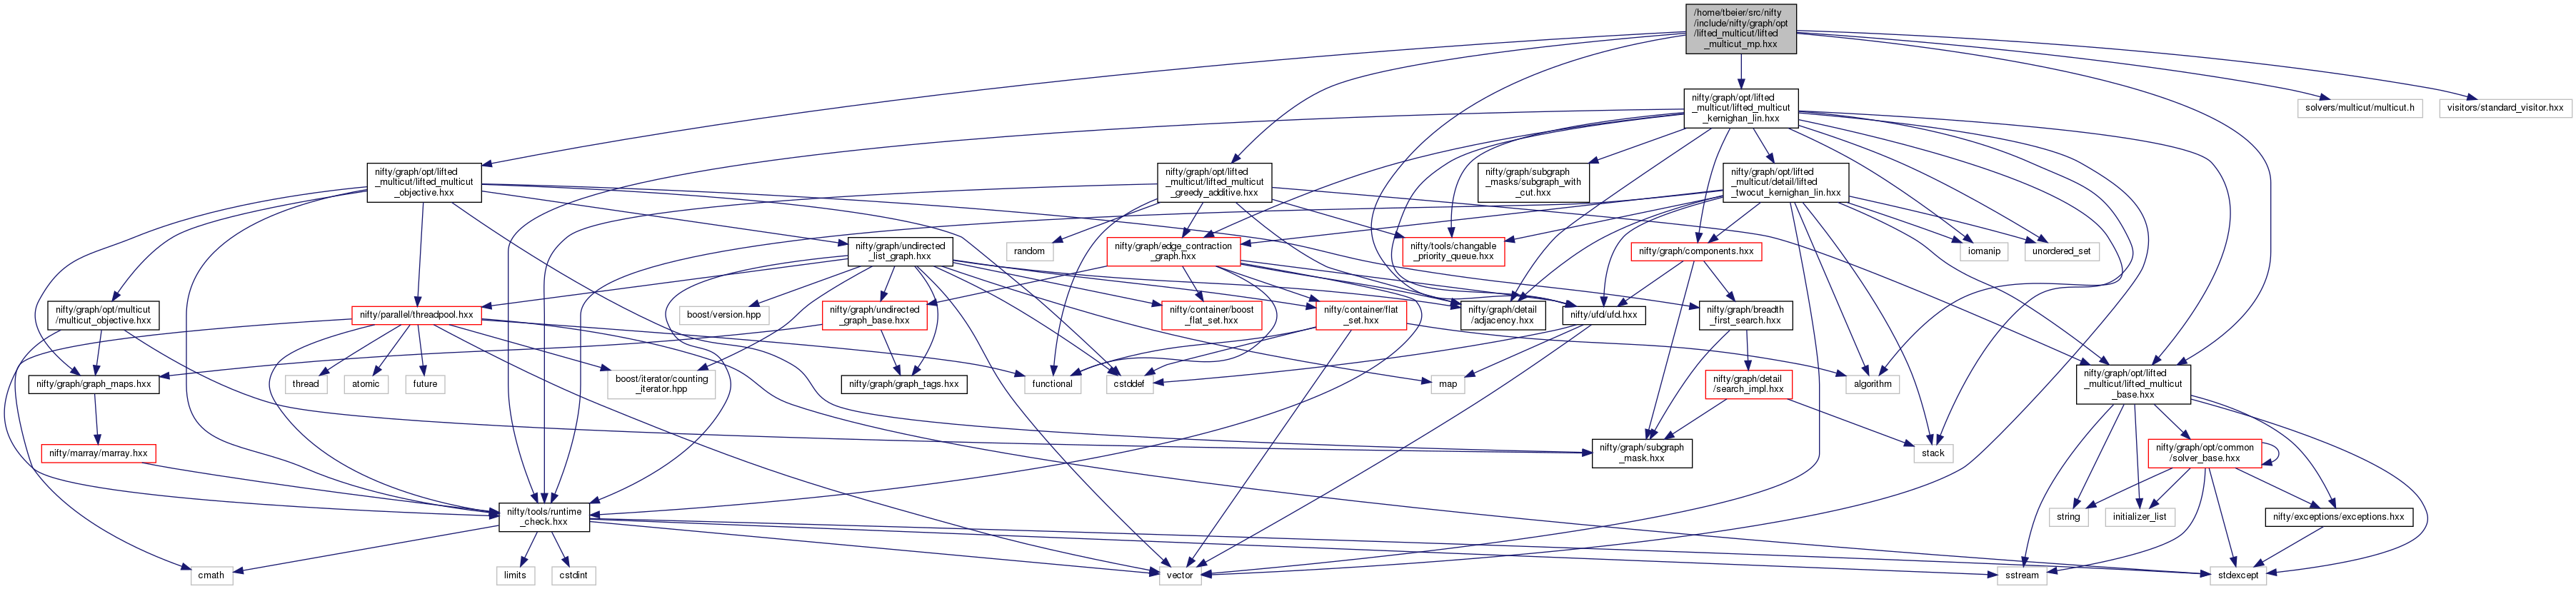 /home/tbeier/src/nifty
/include/nifty/graph/opt
/lifted_multicut/lifted
_multicut_mp.hxx
nifty/graph/opt/lifted
_multicut/lifted_multicut
_kernighan_lin.hxx
solvers/multicut/multicut.h
visitors/standard_visitor.hxx
nifty/graph/opt/lifted
_multicut/lifted_multicut
_objective.hxx
nifty/graph/opt/lifted
_multicut/lifted_multicut
_greedy_additive.hxx
nifty/graph/subgraph
_masks/subgraph_with
_cut.hxx
nifty/graph/opt/lifted
_multicut/detail/lifted
_twocut_kernighan_lin.hxx
nifty/graph/undirected
_list_graph.hxx
random
nifty/graph/edge_contraction
_graph.hxx
nifty/tools/changable
_priority_queue.hxx
nifty/graph/components.hxx
iomanip
unordered_set
nifty/graph/opt/multicut
/multicut_objective.hxx
nifty/parallel/threadpool.hxx
boost/version.hpp
nifty/graph/undirected
_graph_base.hxx
nifty/container/boost
_flat_set.hxx
nifty/container/flat
_set.hxx
nifty/graph/detail
/adjacency.hxx
nifty/ufd/ufd.hxx
nifty/graph/breadth
_first_search.hxx
nifty/graph/graph_maps.hxx
thread
atomic
future
boost/iterator/counting
_iterator.hpp
nifty/graph/graph_tags.hxx
functional
cstddef
map
nifty/graph/detail
/search_impl.hxx
algorithm
nifty/graph/opt/lifted
_multicut/lifted_multicut
_base.hxx
nifty/marray/marray.hxx
nifty/graph/subgraph
_mask.hxx
stack
nifty/graph/opt/common
/solver_base.hxx
nifty/tools/runtime
_check.hxx
string
initializer_list
nifty/exceptions/exceptions.hxx
cmath
limits
cstdint
vector
sstream
stdexcept